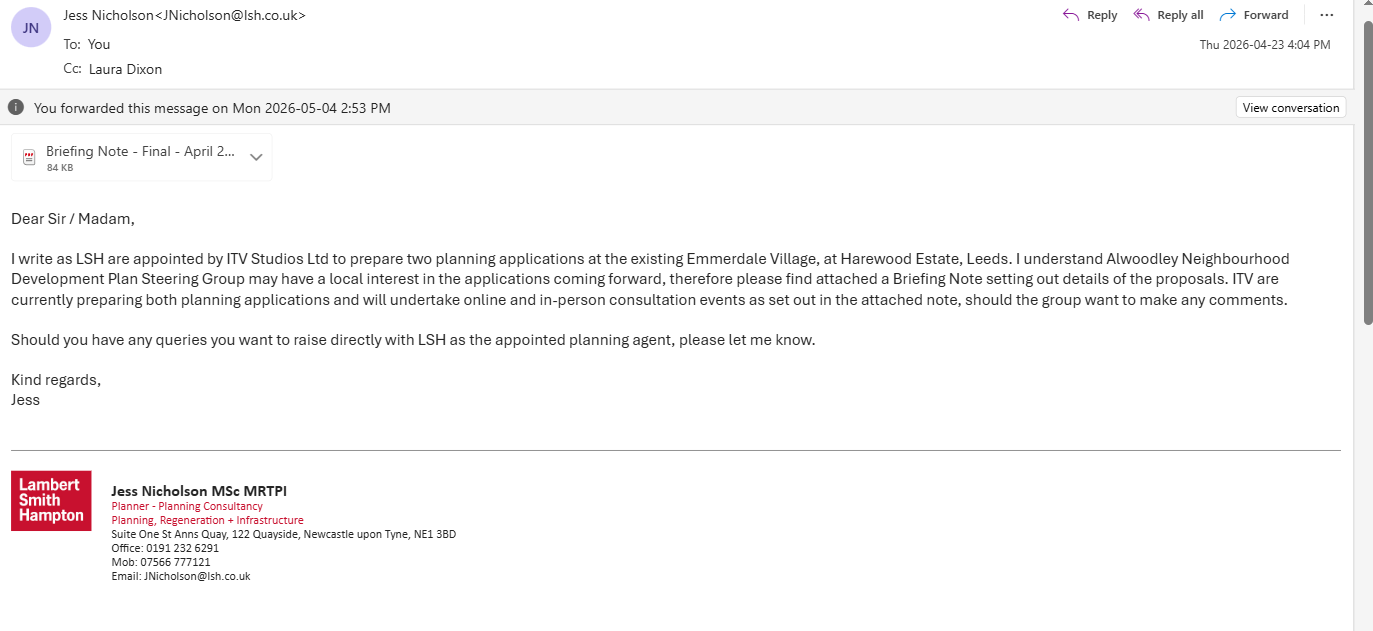 JN
Jess Nicholson<JNicholson@lsh.co.uk>
Reply
Reply all
Forward
To: You
Thu 2026-04-23 4:04 PM
Cc: Laura Dixon
You forwarded this message on Mon 2026-05-04 2:53 PM
View conversation
Briefing Note - Final - April 2...
84 KB
Dear Sir / Madam,
I write as LSH are appointed by ITV Studios Ltd to prepare two planning applications at the existing Emmerdale Village, at Harewood Estate, Leeds. I understand Alwoodley Neighbourhood
Development Plan Steering Group may have a local interest in the applications coming forward, therefore please find attached a Briefing Note setting out details of the proposals. ITV are
currently preparing both planning applications and will undertake online and in-person consultation events as set out in the attached note, should the group want to make any comments.
Should you have any queries you want to raise directly with LSH as the appointed planning agent, please let me know.
Kind regards,
Jess
Lambert
Smith
Hampton
Jess Nicholson MSc MRTPI
Planner - Planning Consultancy
Planning, Regeneration + Infrastructure
Suite One St Anns Quay, 122 Quayside, Newcastle upon Tyne, NE1 3BD
Office: 0191 232 6291
Mob: 07566 777121
Email: JNicholson@lsh.co.uk